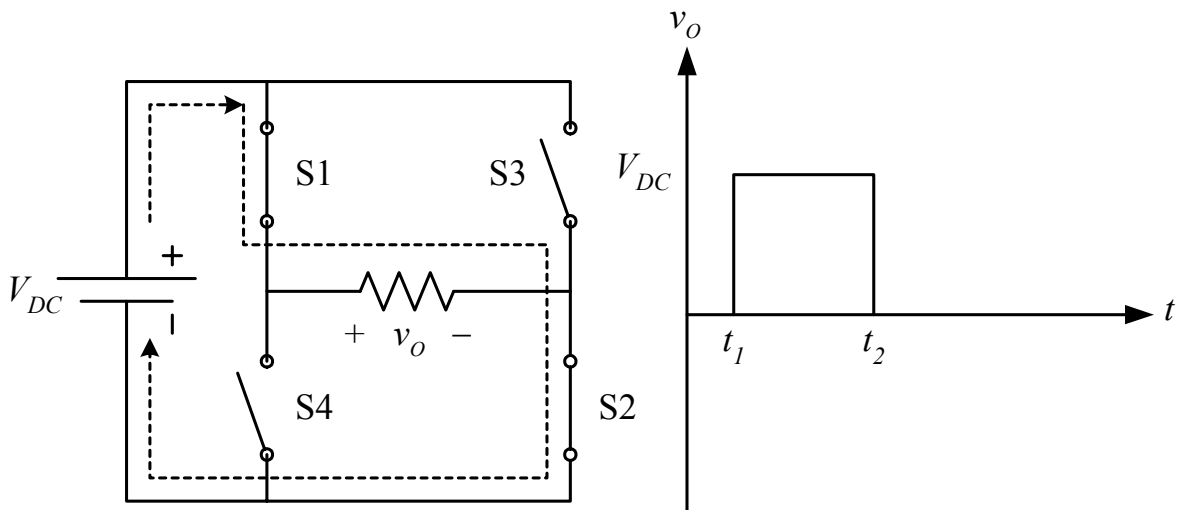 v_O
S1
S3
V_DC
+
V_DC
−
+ v_O −
t
t_1
t_2
S4
S2